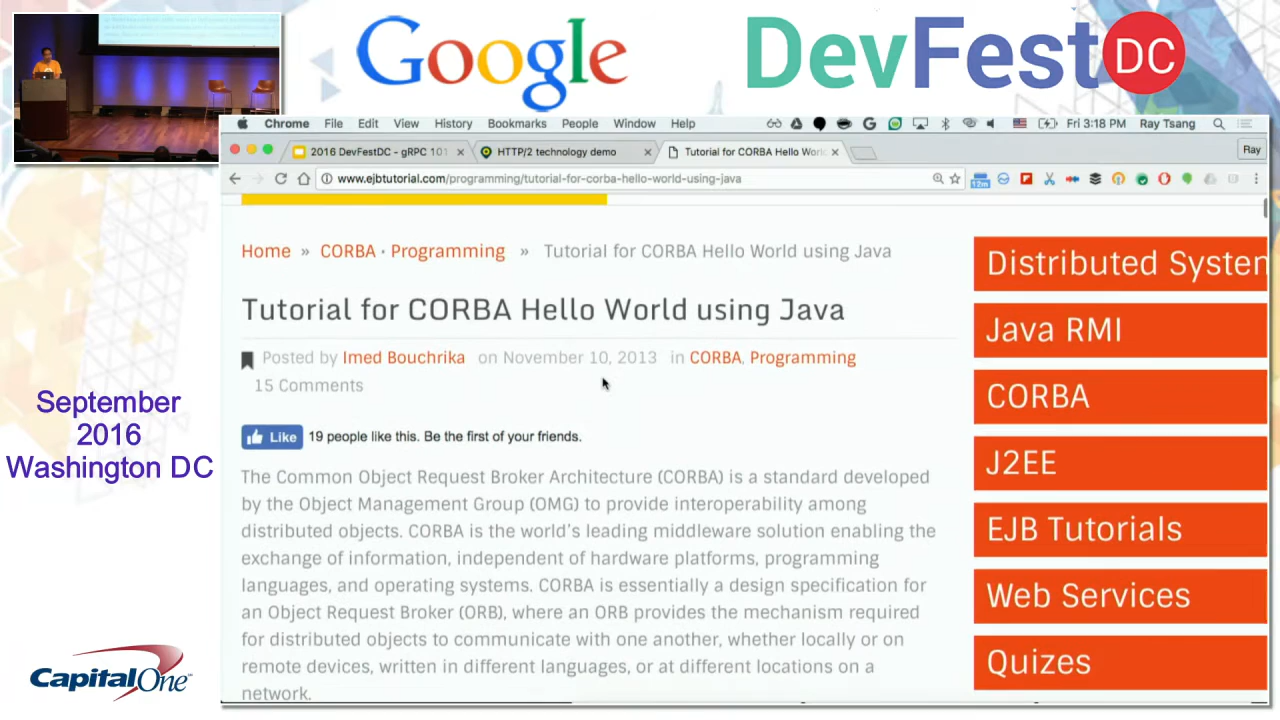 Google DevFest DC
Chrome File Edit View History Bookmarks People Window Help Fri 3:18 PM Ray Tsang
2016 DevFestDC - gRPC 101 HTTP/2 technology demo Tutorial for CORBA Hello World Ray
www.ejbtutorial.com/programming/tutorial-for-corba-hello-world-using-java
12m
Home » CORBA · Programming » Tutorial for CORBA Hello World using Java
Tutorial for CORBA Hello World using Java
Posted by Imed Bouchrika on November 10, 2013 in CORBA, Programming
15 Comments
Like 19 people like this. Be the first of your friends.
The Common Object Request Broker Architecture (CORBA) is a standard developed
by the Object Management Group (OMG) to provide interoperability among
distributed objects. CORBA is the world's leading middleware solution enabling the
exchange of information, independent of hardware platforms, programming
languages, and operating systems. CORBA is essentially a design specification for
an Object Request Broker (ORB), where an ORB provides the mechanism required
for distributed objects to communicate with one another, whether locally or on
remote devices, written in different languages, or at different locations on a
network.
Distributed System
Java RMI
CORBA
J2EE
EJB Tutorials
Web Services
Quizes
September
2016
Washington DC
CapitalOne